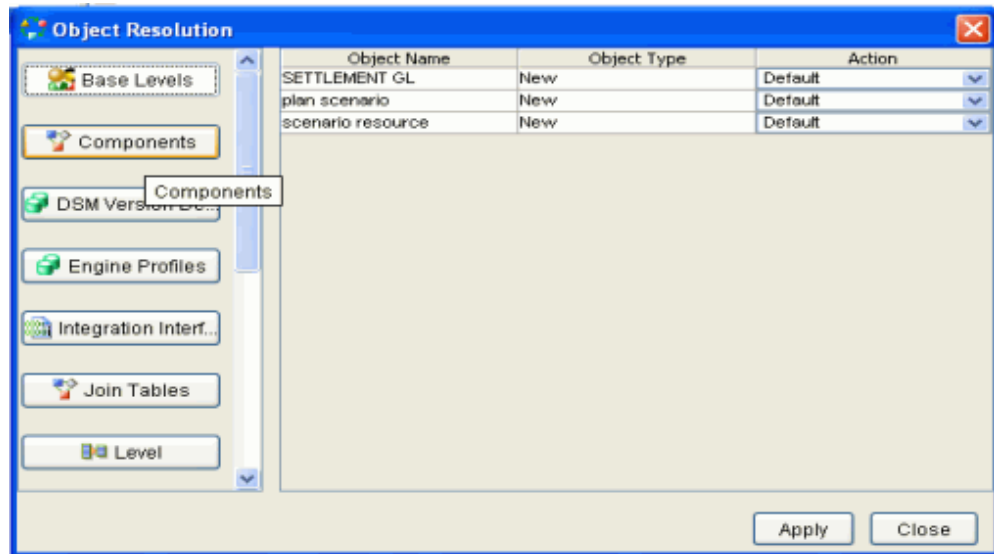 Object Resolution
Base Levels
Components
Components
DSM Version De...
Engine Profiles
Integration Interf...
Join Tables
Level
Object Name Object Type Action
SETTLEMENT GL New Default
plan scenario New Default
scenario resource New Default
Apply Close